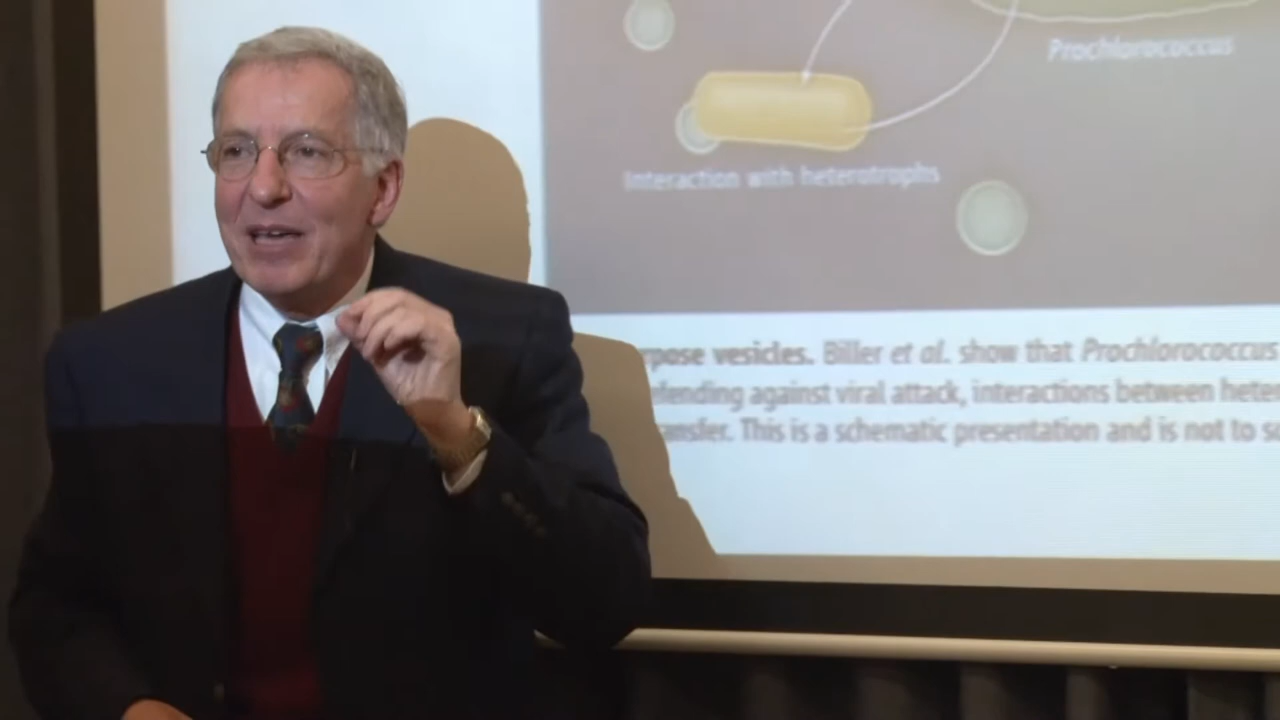 Prochlorococcus
Interaction with heterotrophs
rpose vesicles. Biller et al. show that Prochlorococcus
efending against viral attack, interactions between heter
ansfer. This is a schematic presentation and is not to sc